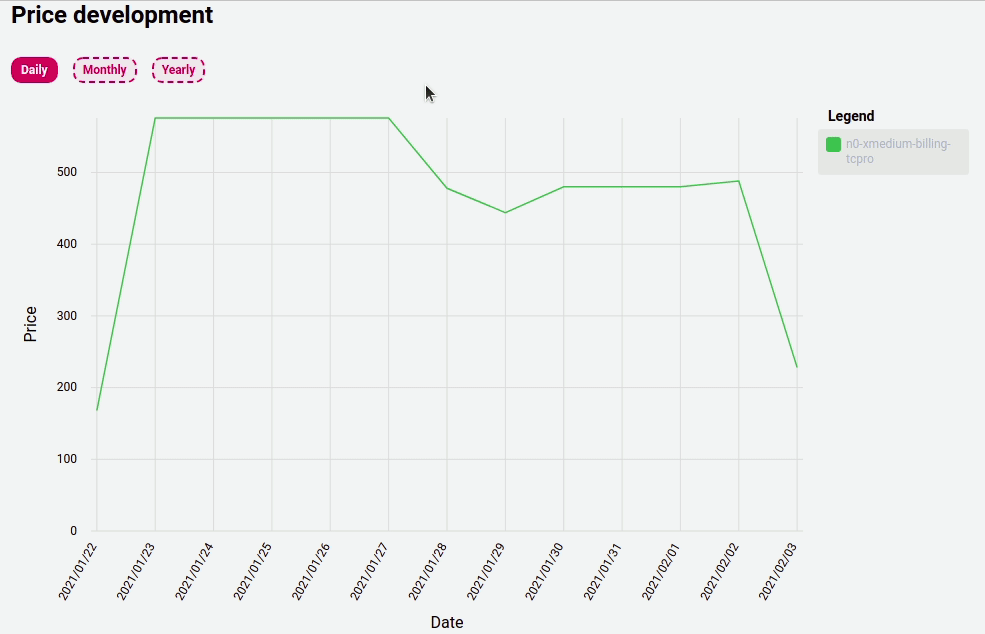 Price development
Daily
Monthly
Yearly
Legend
n0-xmedium-billing-
tcpro
500
400
300
200
100
0
Price
2021/01/22
2021/01/23
2021/01/24
2021/01/25
2021/01/26
2021/01/27
2021/01/28
2021/01/29
2021/01/30
2021/01/31
2021/02/01
2021/02/02
2021/02/03
Date